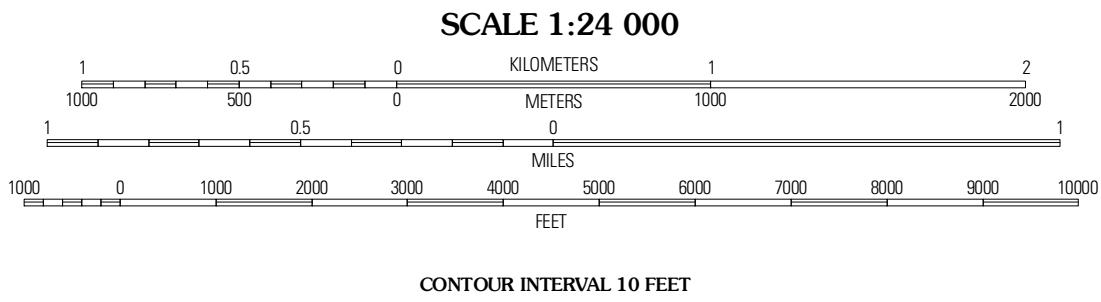 SCALE 1:24 000
1 0.5 0 KILOMETERS 1 2
1000 500 0 METERS 1000 2000
1 0.5 0 1
MILES
1000 0 1000 2000 3000 4000 5000 6000 7000 8000 9000 10000
FEET
CONTOUR INTERVAL 10 FEET